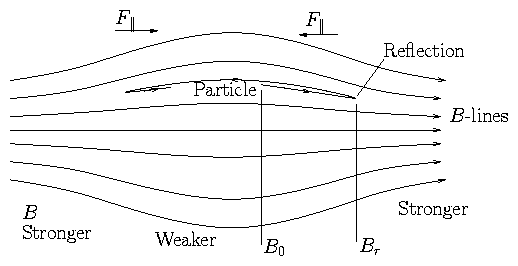 F∥
F∥
Reflection
Particle
B-lines
B
Stronger
Weaker
Stronger
B₀
Bᵣ